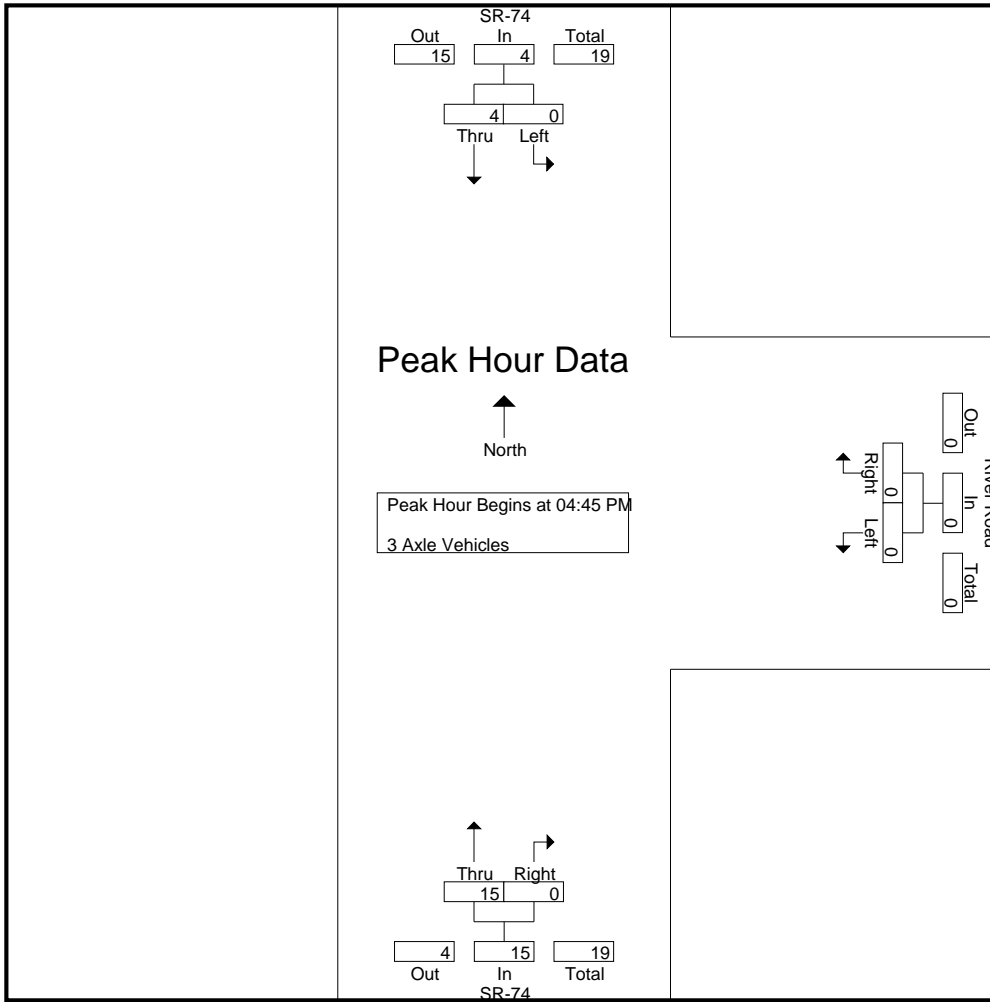 SR-74
Out In Total
15 4 19
4 0
Thru Left
Peak Hour Data
North
Peak Hour Begins at 04:45 PM
3 Axle Vehicles
Out In Total
0 0 0
Right Left
0 0
Thru Right
15 0
4 15 19
Out In Total
SR-74